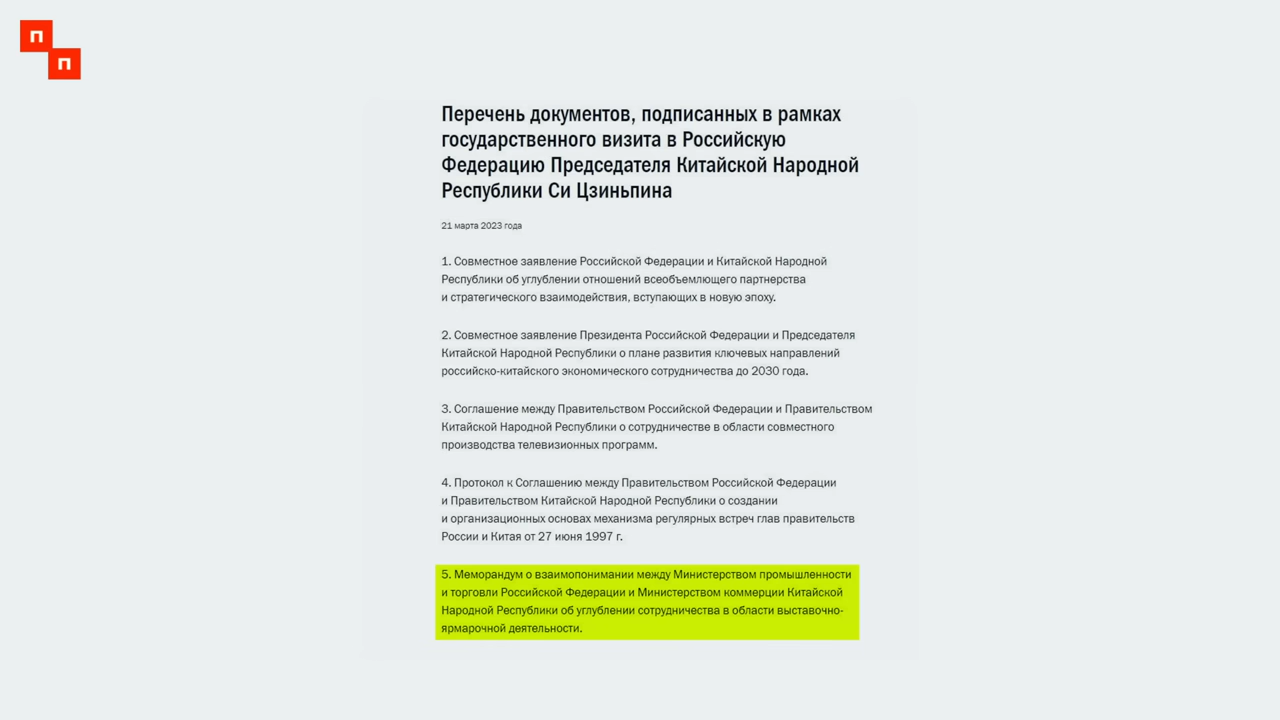 П
П
Перечень документов, подписанных в рамках
государственного визита в Российскую
Федерацию Председателя Китайской Народной
Республики Си Цзиньпина
21 марта 2023 года
1. Совместное заявление Российской Федерации и Китайской Народной
Республики об углублении отношений всеобъемлющего партнерства
и стратегического взаимодействия, вступающих в новую эпоху.
2. Совместное заявление Президента Российской Федерации и Председателя
Китайской Народной Республики о плане развития ключевых направлений
российско-китайского экономического сотрудничества до 2030 года.
3. Соглашение между Правительством Российской Федерации и Правительством
Китайской Народной Республики о сотрудничестве в области совместного
производства телевизионных программ.
4. Протокол к Соглашению между Правительством Российской Федерации
и Правительством Китайской Народной Республики о создании
и организационных основах механизма регулярных встреч глав правительств
России и Китая от 27 июня 1997 г.
5. Меморандум о взаимопонимании между Министерством промышленности
и торговли Российской Федерации и Министерством коммерции Китайской
Народной Республики об углублении сотрудничества в области выставочно-
ярмарочной деятельности.